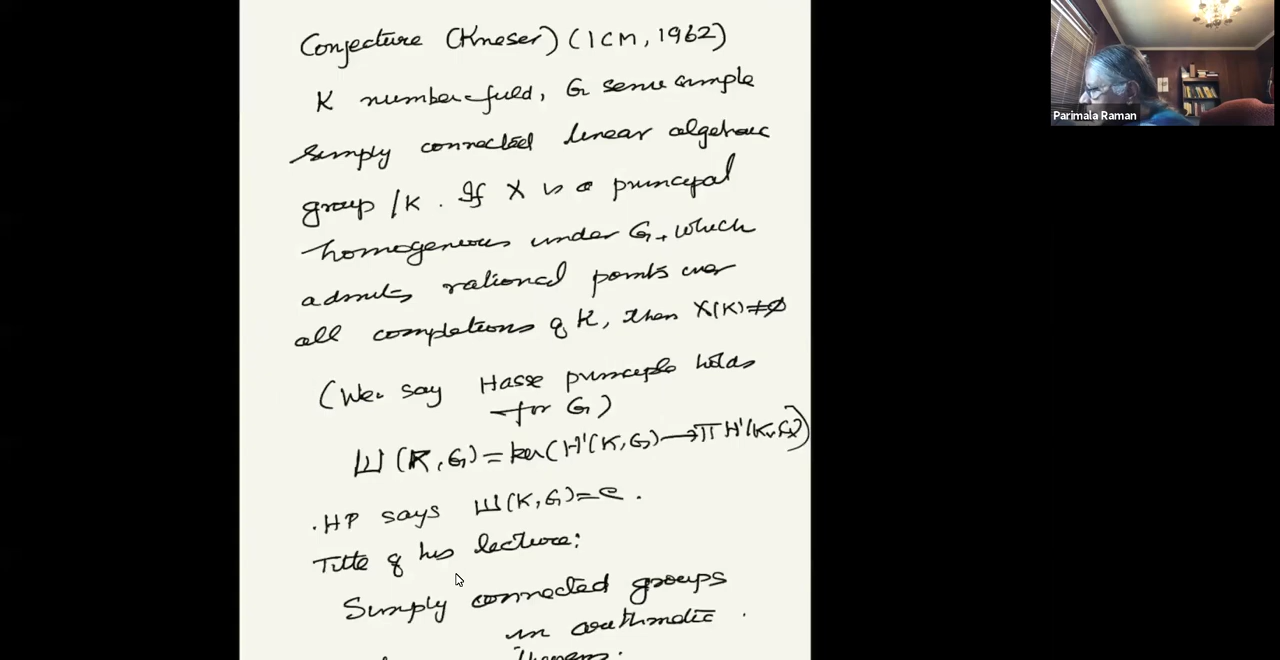 Conjecture (Kneser) (ICM, 1962)
K number field, G semi simple
simply connected linear algebraic
group /K. If X is a principal
homogeneous under G, which
admits rational points over
all completions of K, then X(K)≠∅
(We say Hasse principle holds
for G)
Ш(K,G)=ker(H¹(K,G)→ΠH¹(Kv,G))
.HP says Ш(K,G)=e.
Title of his lecture:
Simply connected groups
in arithmetic
Parimala Raman